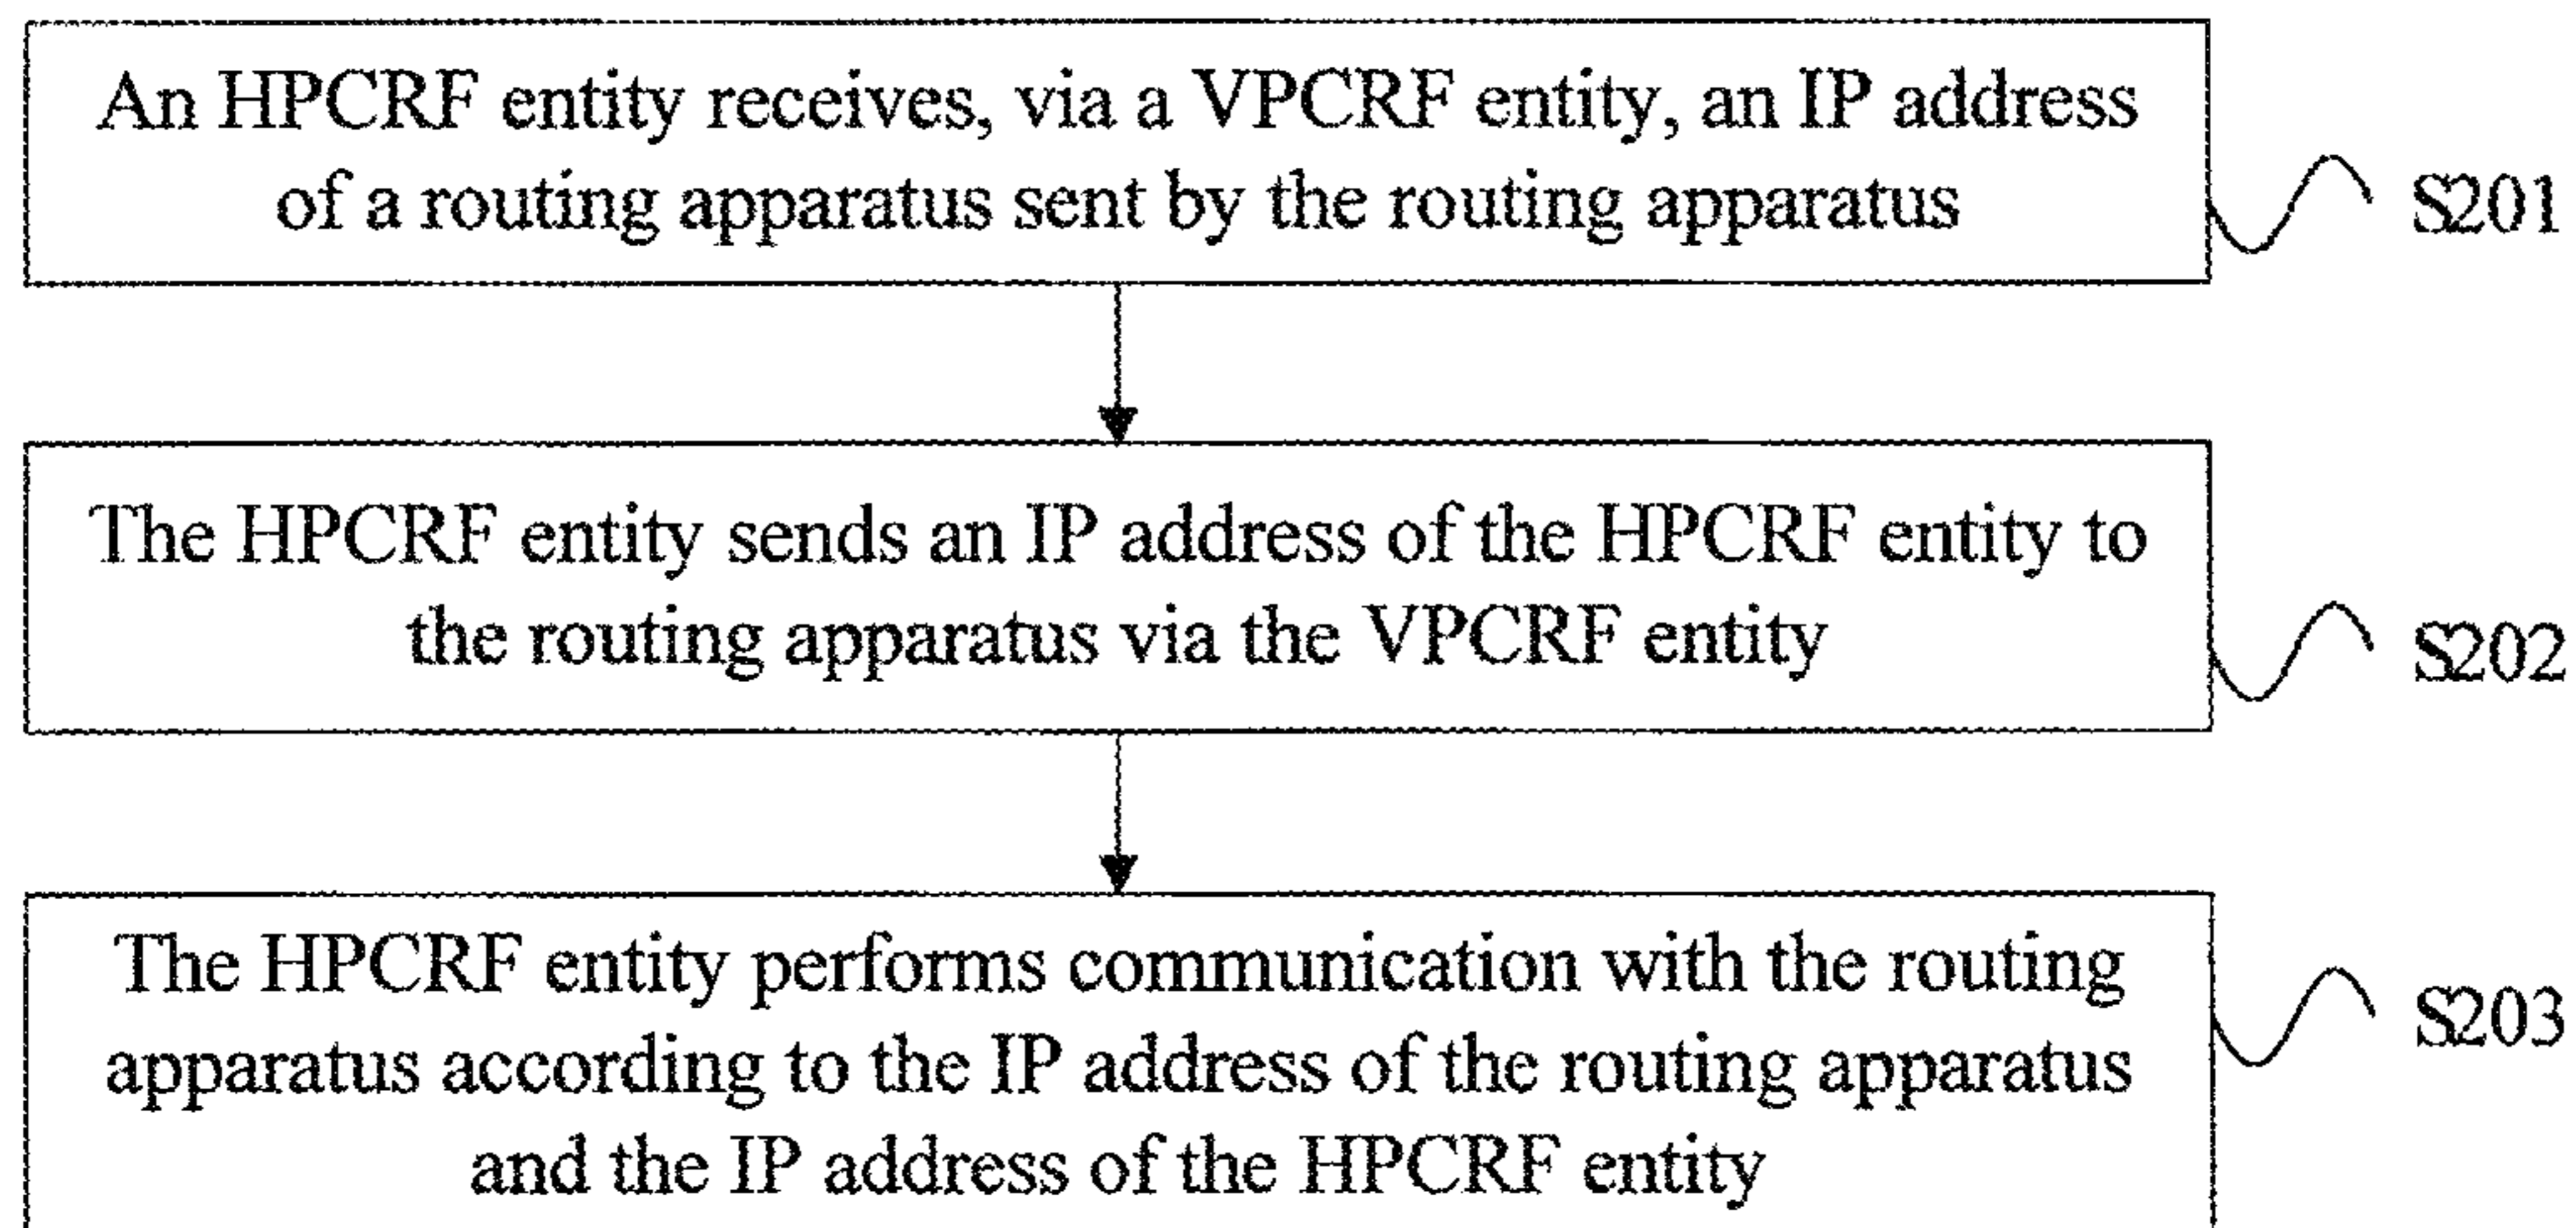 An HPCRF entity receives, via a VPCRF entity, an IP address
of a routing apparatus sent by the routing apparatus
S201
The HPCRF entity sends an IP address of the HPCRF entity to
the routing apparatus via the VPCRF entity
S202
The HPCRF entity performs communication with the routing
apparatus according to the IP address of the routing apparatus
and the IP address of the HPCRF entity
S203